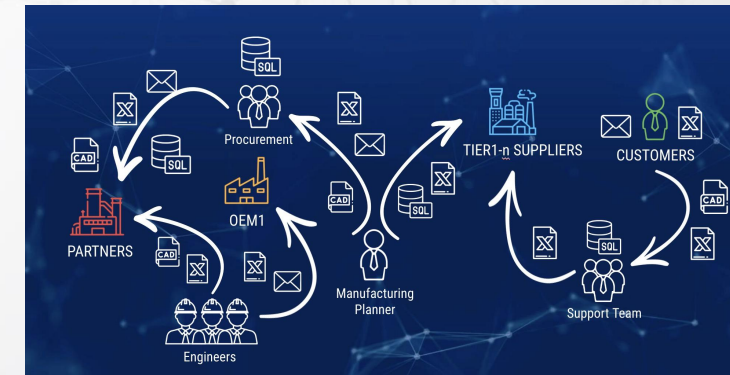 SQL
Procurement
CAD
SQL
PARTNERS
OEM1
CAD
Engineers
CAD
SQL
Manufacturing
Planner
TIER1-n SUPPLIERS
CUSTOMERS
CAD
SQL
Support Team